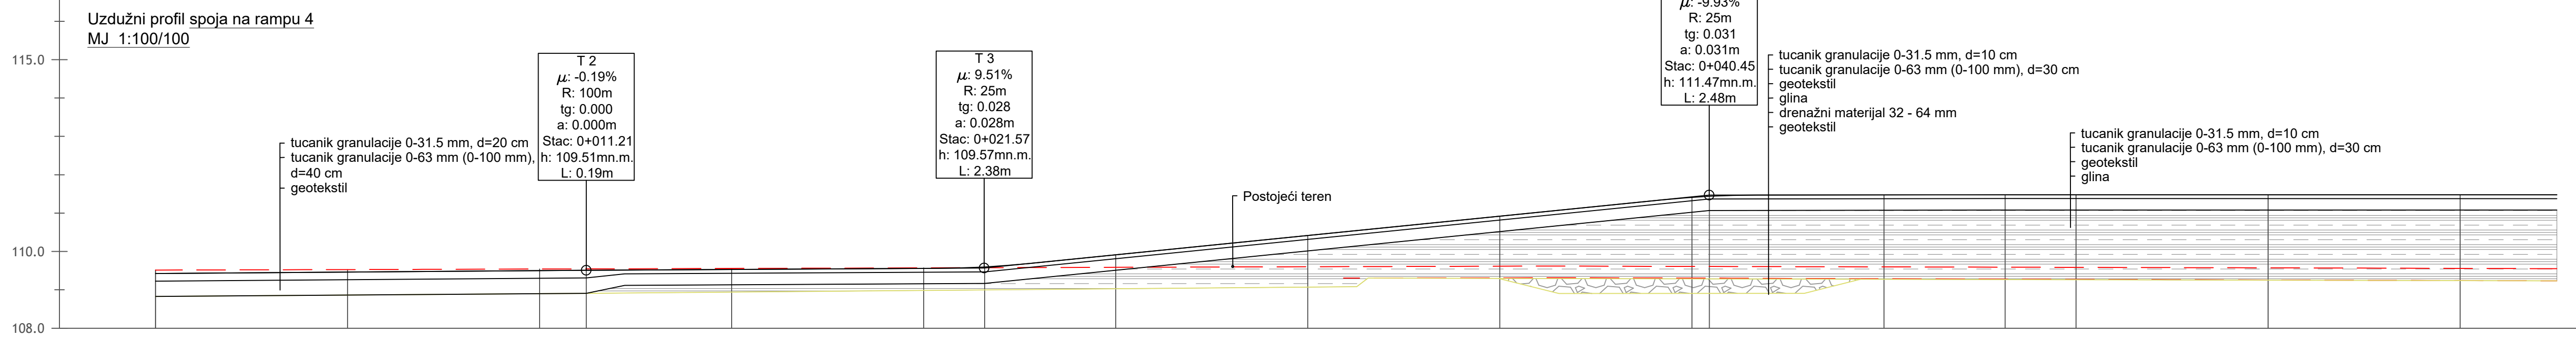 Uzdužni profil spoja na rampu 4
MJ 1:100/100
115.0
110.0
108.0
tucanik granulacije 0-31.5 mm, d=20 cm
tucanik granulacije 0-63 mm (0-100 mm),
d=40 cm
geotekstil
T 2
μ: -0.19%
R: 100m
tg: 0.000
a: 0.000m
Stac: 0+011.21
h: 109.51mn.m.
L: 0.19m
T 3
μ: 9.51%
R: 25m
tg: 0.028
a: 0.028m
Stac: 0+021.57
h: 109.57mn.m.
L: 2.38m
Postojeći teren
μ: -9.93%
R: 25m
tg: 0.031
a: 0.031m
Stac: 0+040.45
h: 111.47mn.m.
L: 2.48m
tucanik granulacije 0-31.5 mm, d=10 cm
tucanik granulacije 0-63 mm (0-100 mm), d=30 cm
geotekstil
glina
drenažni materijal 32 - 64 mm
geotekstil
tucanik granulacije 0-31.5 mm, d=10 cm
tucanik granulacije 0-63 mm (0-100 mm), d=30 cm
geotekstil
glina